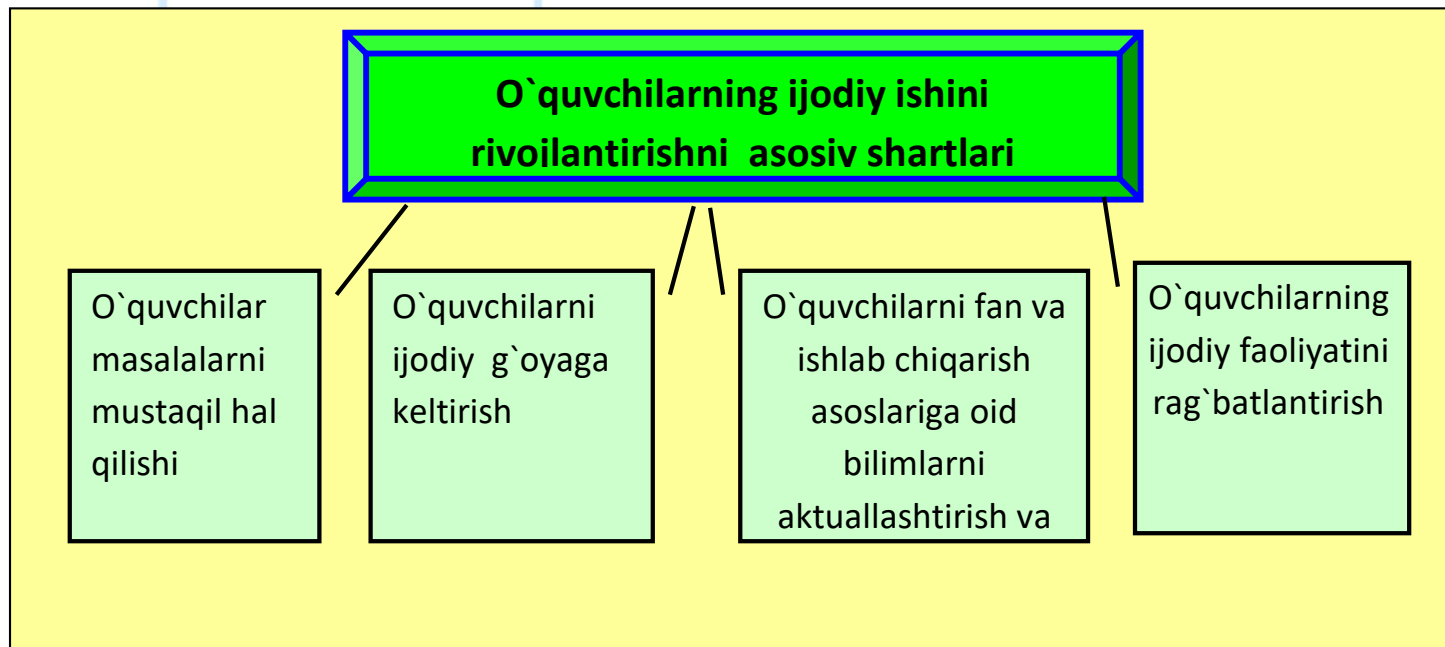 O`quvchilarning ijodiy ishini
rivojlantirishni asosiy shartlari
O`quvchilar
masalalarni
mustaqil hal
qilishi
O`quvchilarni
ijodiy g`oyaga
keltirish
O`quvchilarni fan va
ishlab chiqarish
asoslariga oid
bilimlarni
aktuallashtirish va
O`quvchilarning
ijodiy faoliyatini
rag`batlantirish